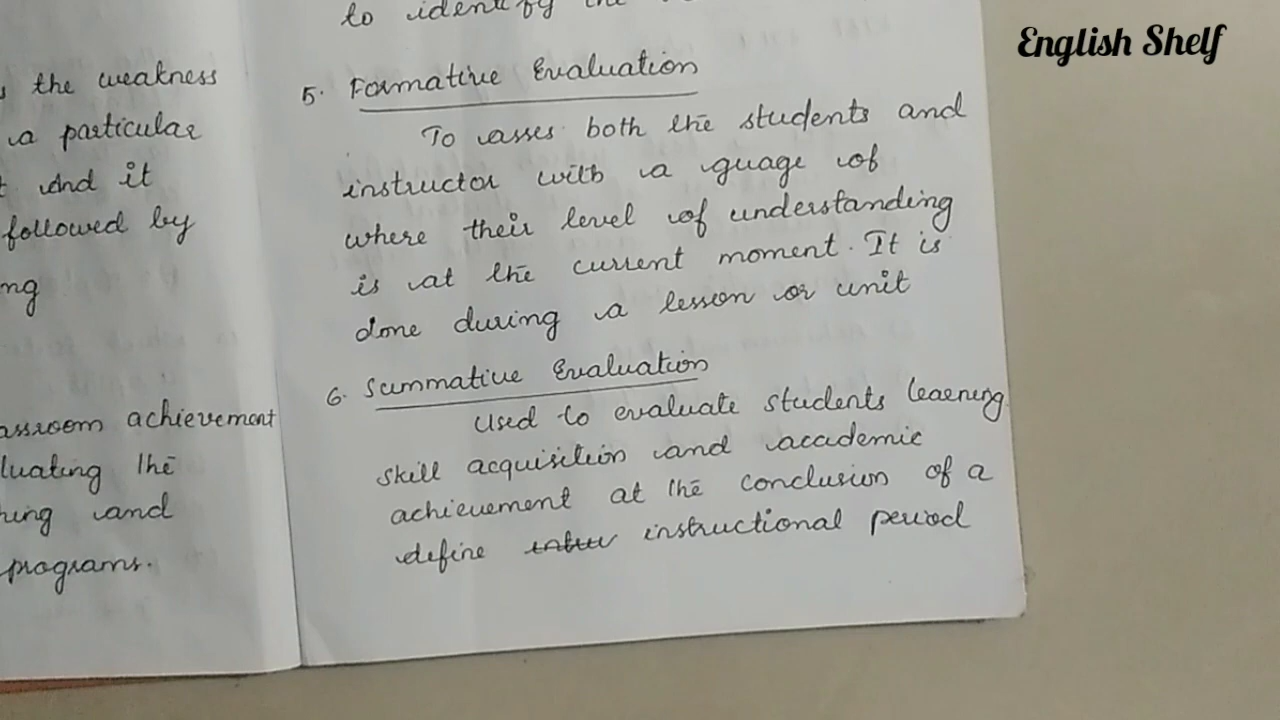 English Shelf
the weakness
a particular
and it
followed by
ng
assroom achievement
luating the
and
programs.
to identify the
5. Formative Evaluation
To asses both the students and
instructor with a guage of
where their level of understanding
is at the current moment. It is
done during a lesson or unit
6. Summative Evaluation
Used to evaluate students learning
skill acquisition and academic
achievement at the conclusion of a
define instructional period